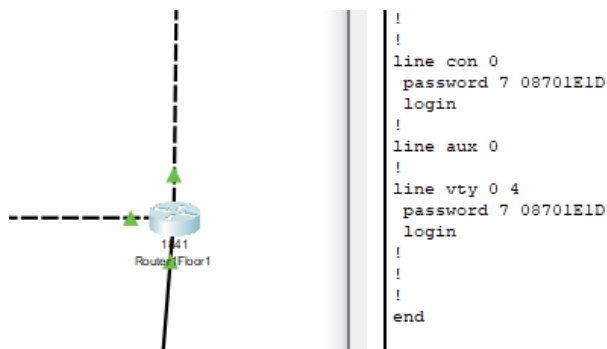 1841
Router1Floor1
!
!
line con 0
password 7 08701E1D
login
!
line aux 0
!
line vty 0 4
password 7 08701E1D
login
!
!
!
end